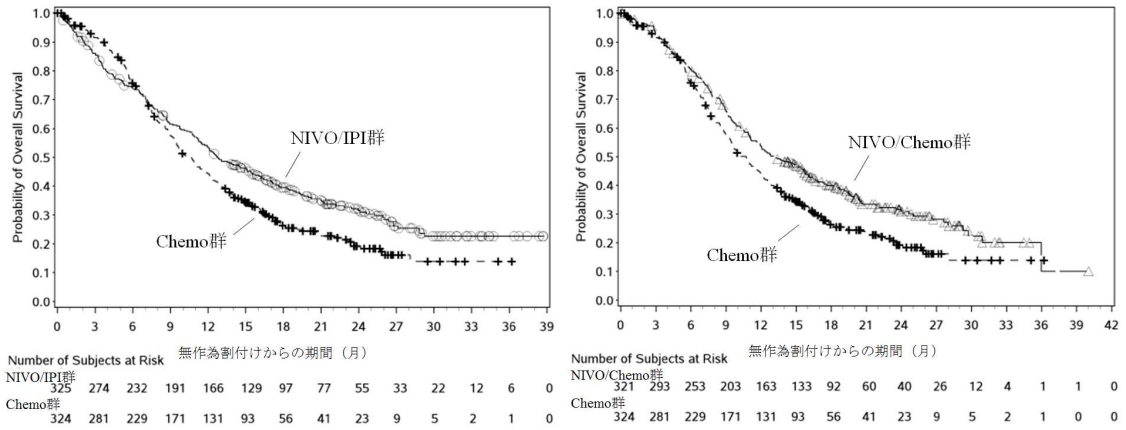 1.0
0.9
0.8
0.7
0.6
0.5
0.4
0.3
0.2
0.1
0.0
Probability of Overall Survival
NIVO/IPI群
Chemo群
0 3 6 9 12 15 18 21 24 27 30 33 36 39
無作為割付けからの期間（月）
Number of Subjects at Risk
NIVO/IPI群
325 274 232 191 166 129 97 77 55 33 22 12 6 0
Chemo群
324 281 229 171 131 93 56 41 23 9 5 2 1 0
1.0
0.9
0.8
0.7
0.6
0.5
0.4
0.3
0.2
0.1
0.0
Probability of Overall Survival
NIVO/Chemo群
Chemo群
0 3 6 9 12 15 18 21 24 27 30 33 36 39 42
無作為割付けからの期間（月）
Number of Subjects at Risk
NIVO/Chemo群
321 293 253 203 163 133 92 60 40 26 12 4 1 1 0
Chemo群
324 281 229 171 131 93 56 41 23 9 5 2 1 0 0